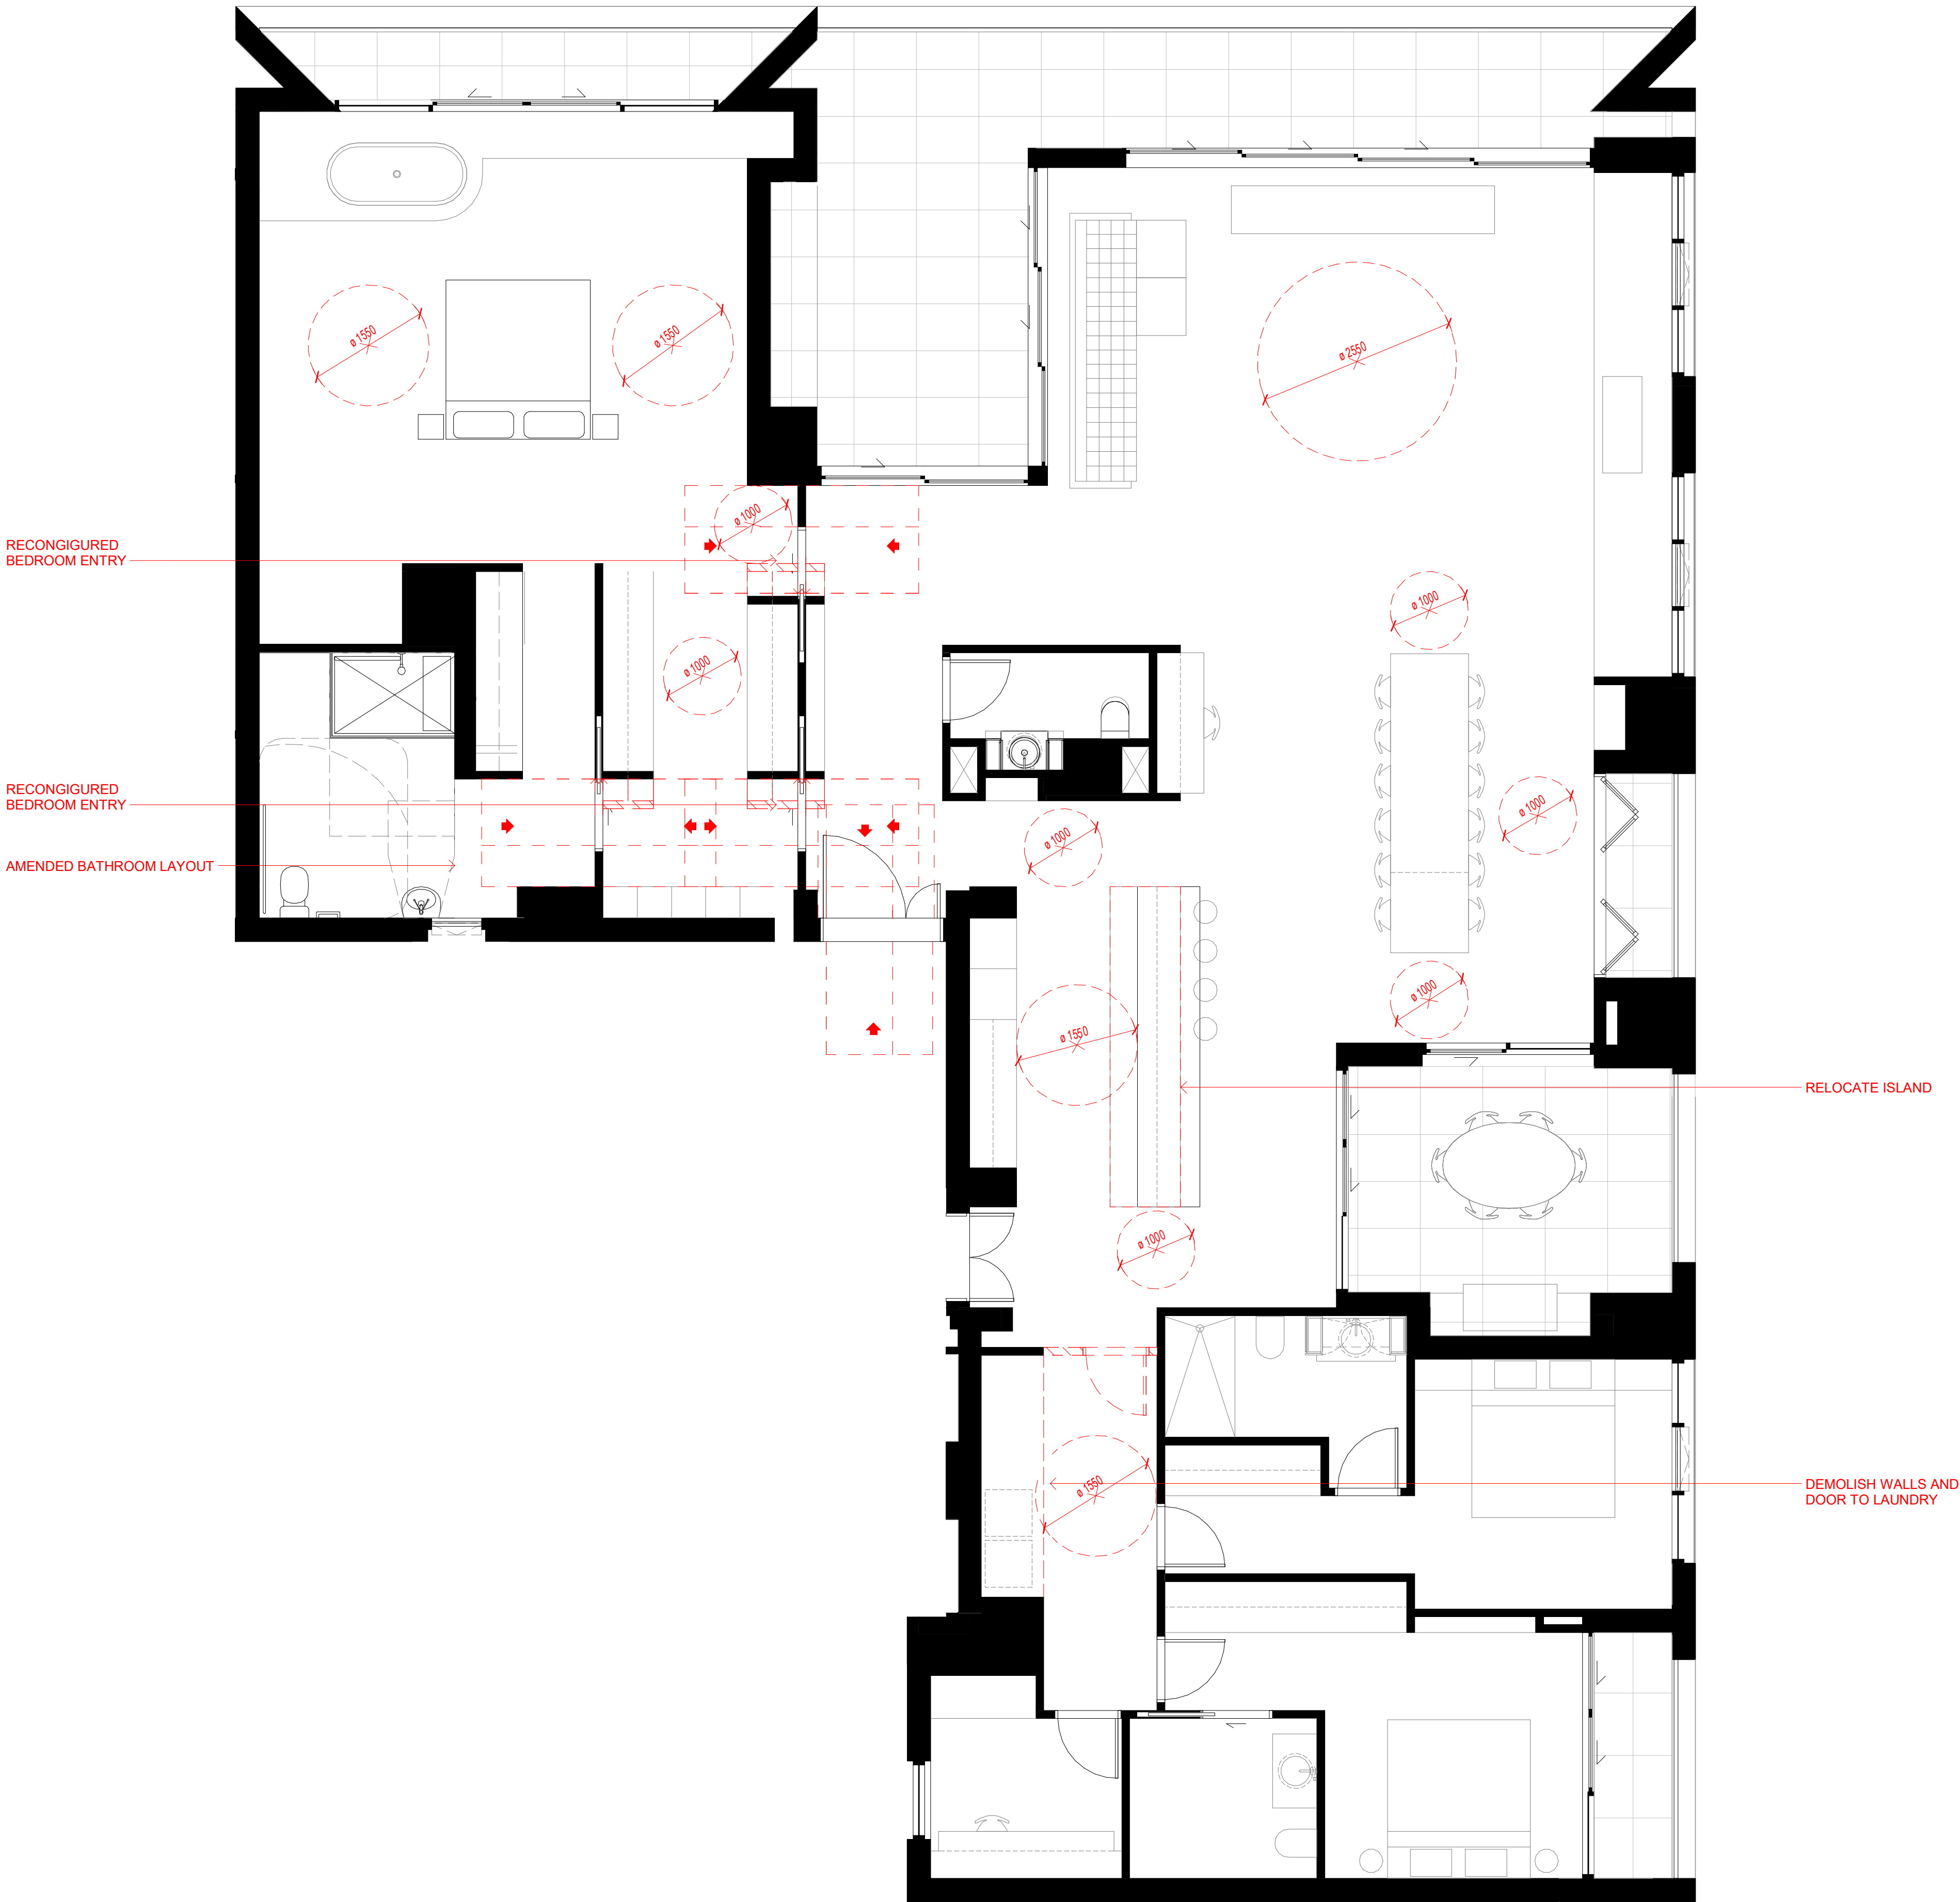 ø 1550
ø 1550
ø 2550
ø 1000
RECONGIGURED
BEDROOM ENTRY
ø 1000
ø 1000
RECONGIGURED
BEDROOM ENTRY
ø 1000
ø 1000
AMENDED BATHROOM LAYOUT
ø 1000
ø 1550
RELOCATE ISLAND
ø 1000
ø 1550
DEMOLISH WALLS AND
DOOR TO LAUNDRY